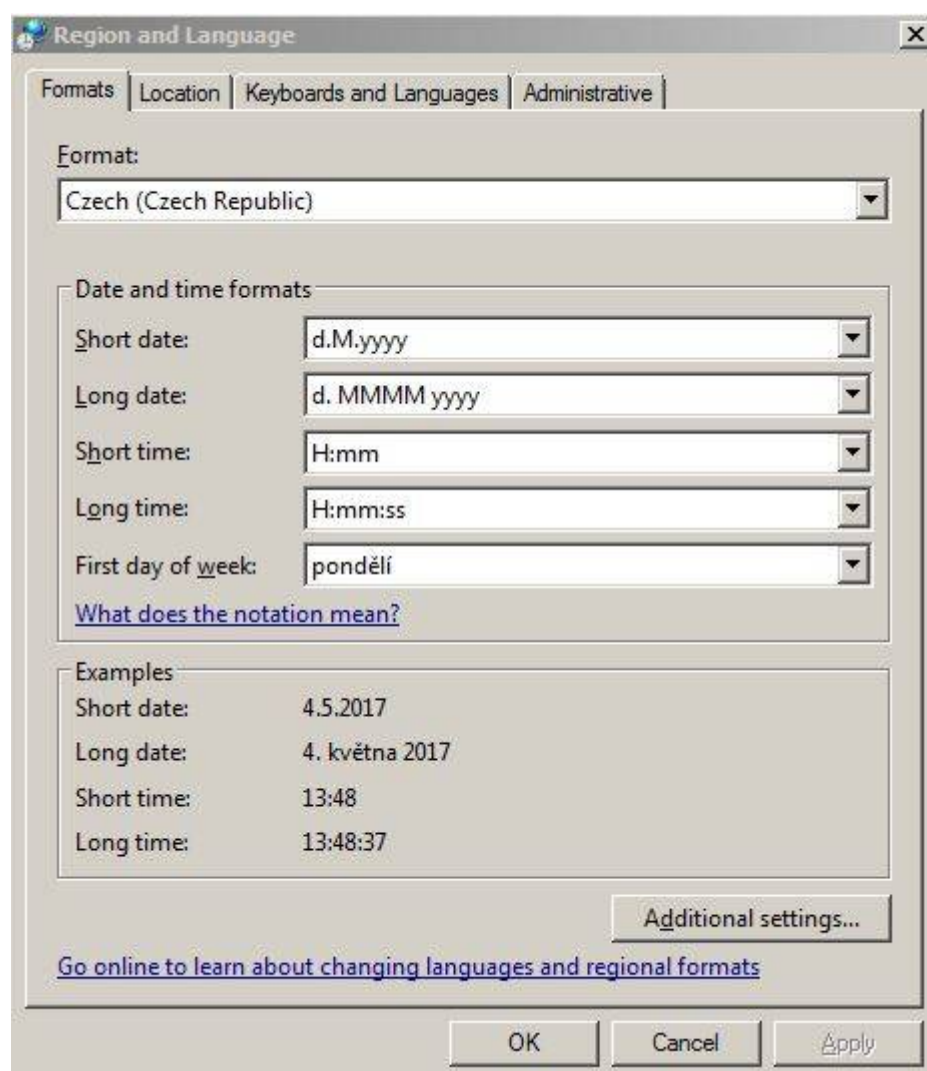 Region and Language
Formats Location Keyboards and Languages Administrative
Format:
Czech (Czech Republic)
Date and time formats
Short date: d.M.yyyy
Long date: d. MMMM yyyy
Short time: H:mm
Long time: H:mm:ss
First day of week: pondělí
What does the notation mean?
Examples
Short date: 4.5.2017
Long date: 4. května 2017
Short time: 13:48
Long time: 13:48:37
Additional settings...
Go online to learn about changing languages and regional formats
OK Cancel Apply